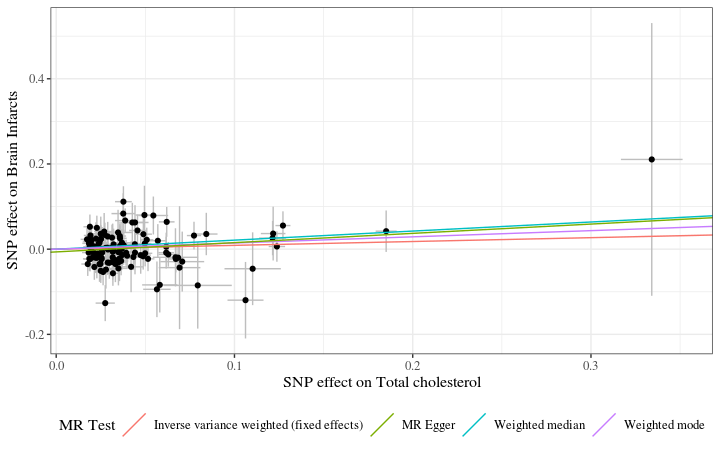 SNP effect on Brain Infarcts
0.4
0.2
0.0
-0.2
0.0 0.1 0.2 0.3
SNP effect on Total cholesterol
MR Test Inverse variance weighted (fixed effects) MR Egger Weighted median Weighted mode